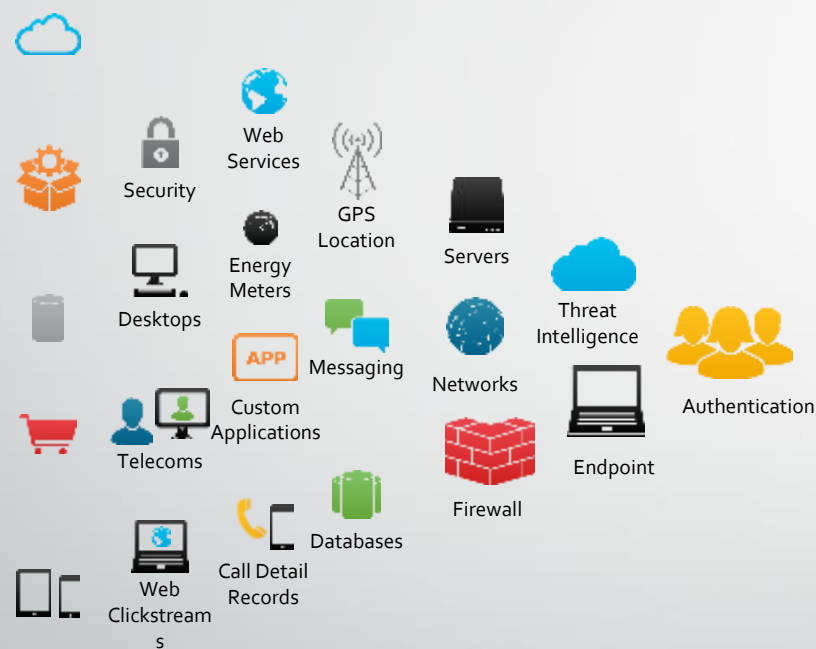 Web
Services
Security
GPS
Location
Servers
Energy
Meters
Desktops
Threat
Intelligence
APP
Messaging
Networks
Authentication
Custom
Applications
Telecoms
Endpoint
Firewall
Databases
Call Detail
Records
Web
Clickstream
s